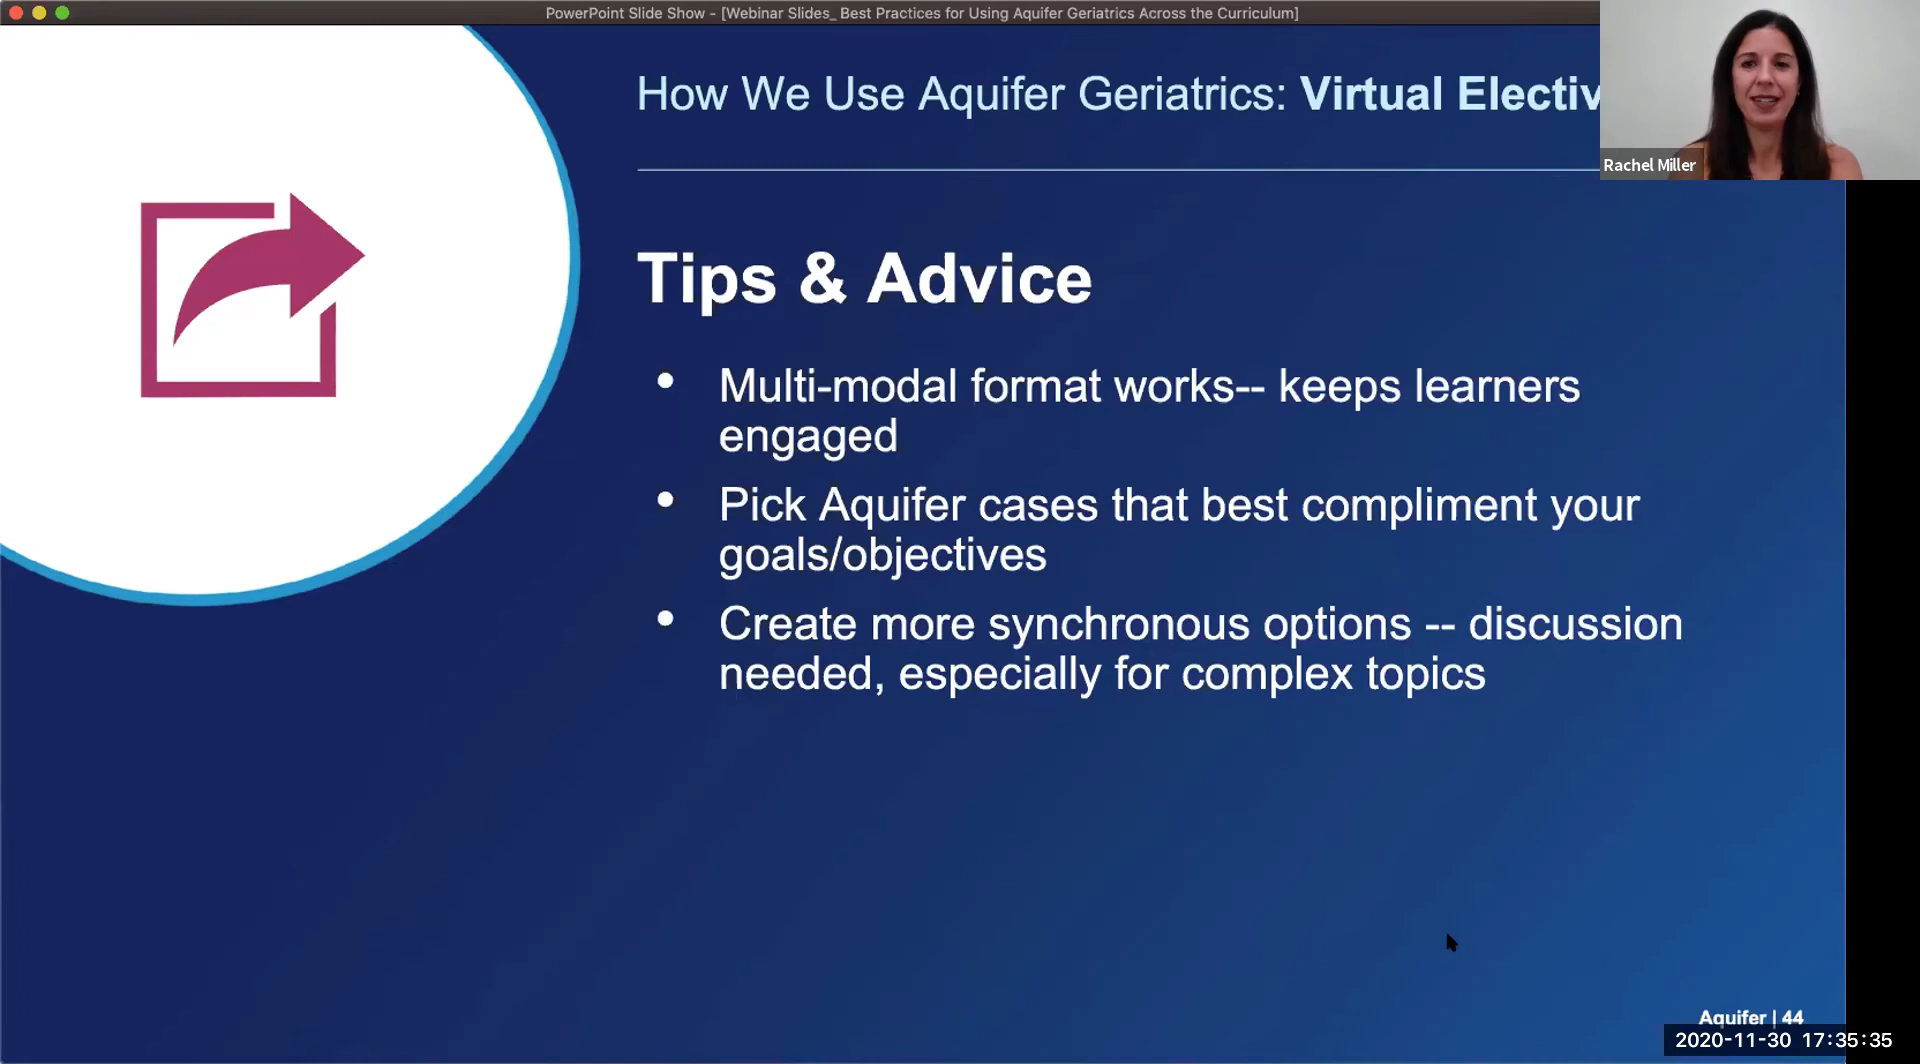 PowerPoint Slide Show - [Webinar Slides_ Best Practices for Using Aquifer Geriatrics Across the Curriculum]
How We Use Aquifer Geriatrics: Virtual Electiv
Rachel Miller
Tips & Advice
• Multi-modal format works-- keeps learners
engaged
• Pick Aquifer cases that best compliment your
goals/objectives
• Create more synchronous options -- discussion
needed, especially for complex topics
Aquifer | 44
2020-11-30 17:35:35